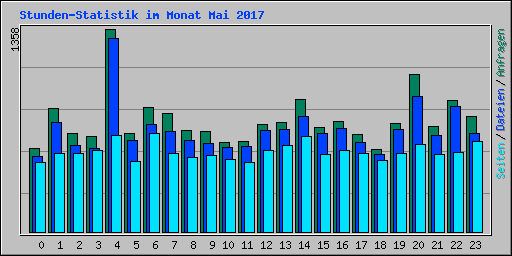 Stunden-Statistik im Monat Mai 2017
1358
Seiten / Dateien / Anfragen
0 1 2 3 4 5 6 7 8 9 10 11 12 13 14 15 16 17 18 19 20 21 22 23